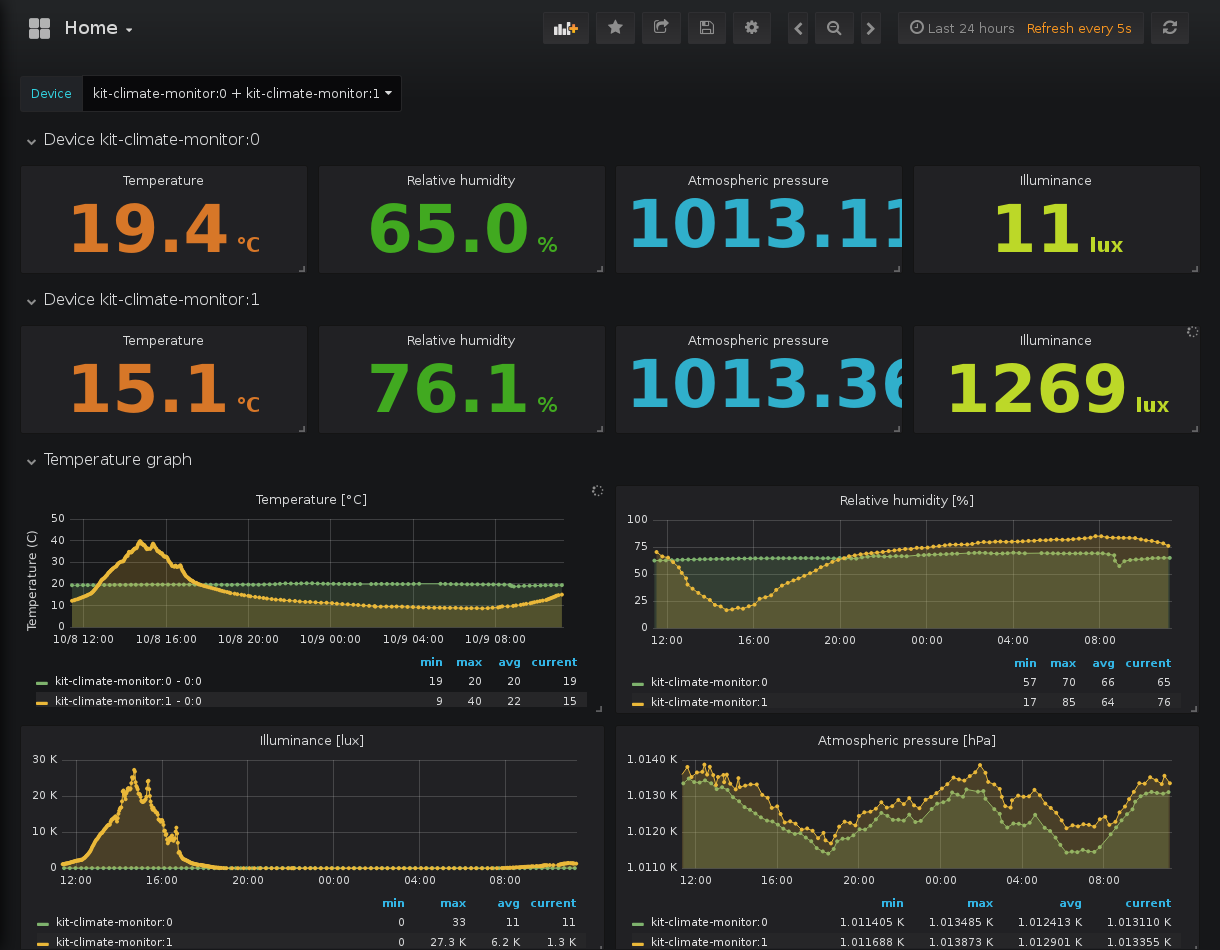 Home
Last 24 hours Refresh every 5s
Device kit-climate-monitor:0 + kit-climate-monitor:1
Device kit-climate-monitor:0
Temperature Relative humidity Atmospheric pressure Illuminance
19.4 °C 65.0 % 1013.11 11 lux
Device kit-climate-monitor:1
Temperature Relative humidity Atmospheric pressure Illuminance
15.1 °C 76.1 % 1013.36 1269 lux
Temperature graph
Temperature [°C]
Temperature (C)
50
40
30
20
10
0
10/8 12:00 10/8 16:00 10/8 20:00 10/9 00:00 10/9 04:00 10/9 08:00
min max avg current
kit-climate-monitor:0 - 0:0 19 20 20 19
kit-climate-monitor:1 - 0:0 9 40 22 15
Relative humidity [%]
100
75
50
25
0
12:00 16:00 20:00 00:00 04:00 08:00
min max avg current
kit-climate-monitor:0 57 70 66 65
kit-climate-monitor:1 17 85 64 76
Illuminance [lux]
30 K
20 K
10 K
0
12:00 16:00 20:00 00:00 04:00 08:00
min max avg current
kit-climate-monitor:0 0 33 11 11
kit-climate-monitor:1 0 27.3 K 6.2 K 1.3 K
Atmospheric pressure [hPa]
1.0140 K
1.0130 K
1.0120 K
1.0110 K
12:00 16:00 20:00 00:00 04:00 08:00
min max avg current
kit-climate-monitor:0 1.011405 K 1.013485 K 1.012413 K 1.013110 K
kit-climate-monitor:1 1.011688 K 1.013873 K 1.012901 K 1.013355 K